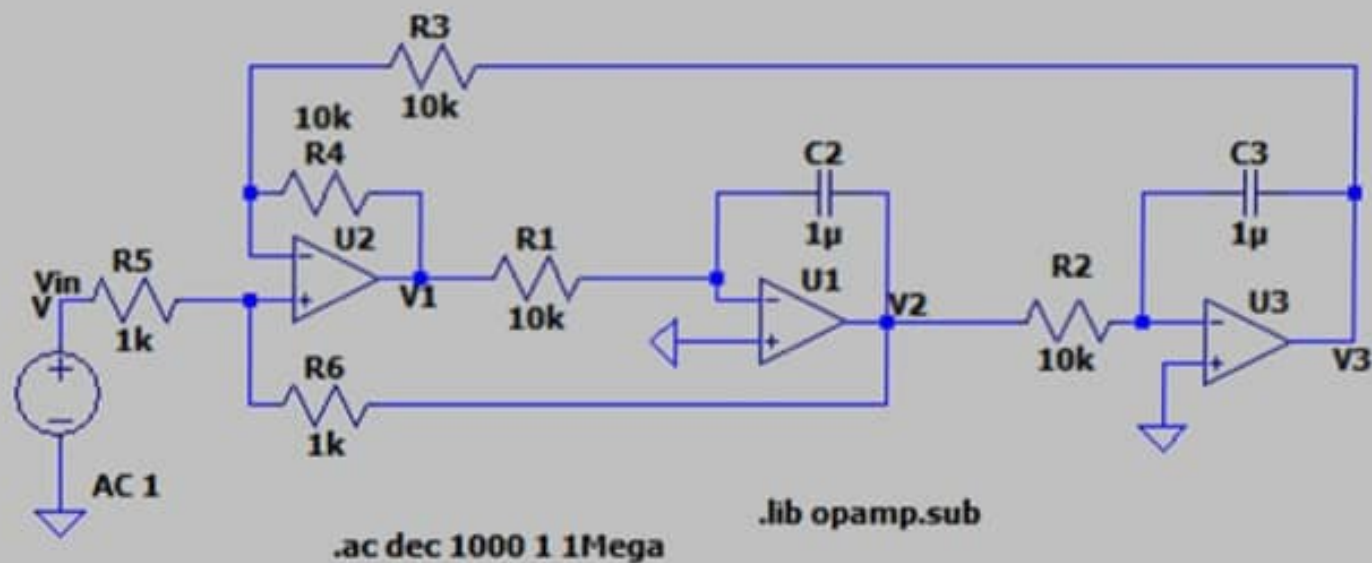 R3
10k
10k
R4
U2
Vin
V
R5
1k
V1
R1
10k
C2
1µ
U1
V2
R2
10k
C3
1µ
U3
V3
R6
1k
AC 1
.lib opamp.sub
.ac dec 1000 1 1Mega